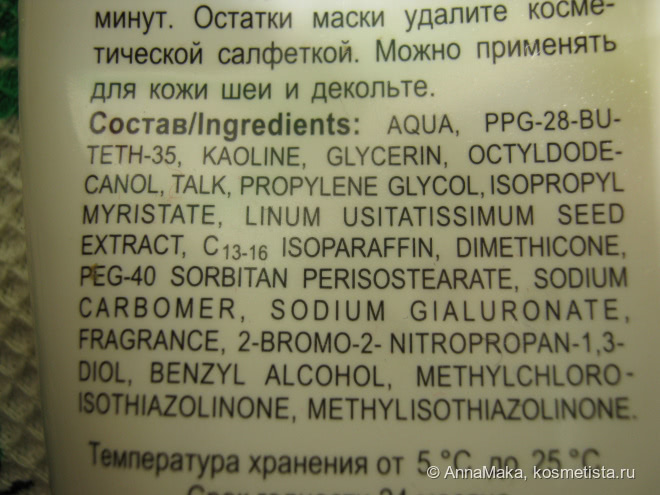 минут. Остатки маски удалите косме-
тической салфеткой. Можно применять
для кожи шеи и декольте.
Состав/Ingredients: AQUA, PPG-28-BU-
TETH-35, KAOLINE, GLYCERIN, OCTYLDODE-
CANOL, TALK, PROPYLENE GLYCOL, ISOPROPYL
MYRISTATE, LINUM USITATISSIMUM SEED
EXTRACT, C13-16 ISOPARAFFIN, DIMETHICONE,
PEG-40 SORBITAN PERISOSTEARATE, SODIUM
CARBOMER, SODIUM GIALURONATE,
FRAGRANCE, 2-BROMO-2- NITROPROPAN-1,3-
DIOL, BENZYL ALCOHOL, METHYLCHLORO-
ISOTHIAZOLINONE, METHYLISOTHIAZOLINONE.
Температура хранения от 5 °С до 25 °С
© AnnaMaka, kosmetista.ru